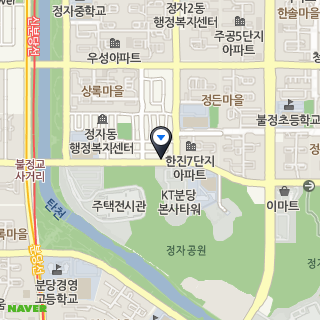 정자중학교
정자2동
행정복지센터
주공5단지
아파트
한솔마을
우성아파트
상록마을
정든마을
불정초등학교
정자동
행정복지센터
한진7단지
아파트
불정교
사거리
주택전시관
KT분당
본사타워
이마트
탄천
정자공원
정자
분당경영
고등학교
NAVER